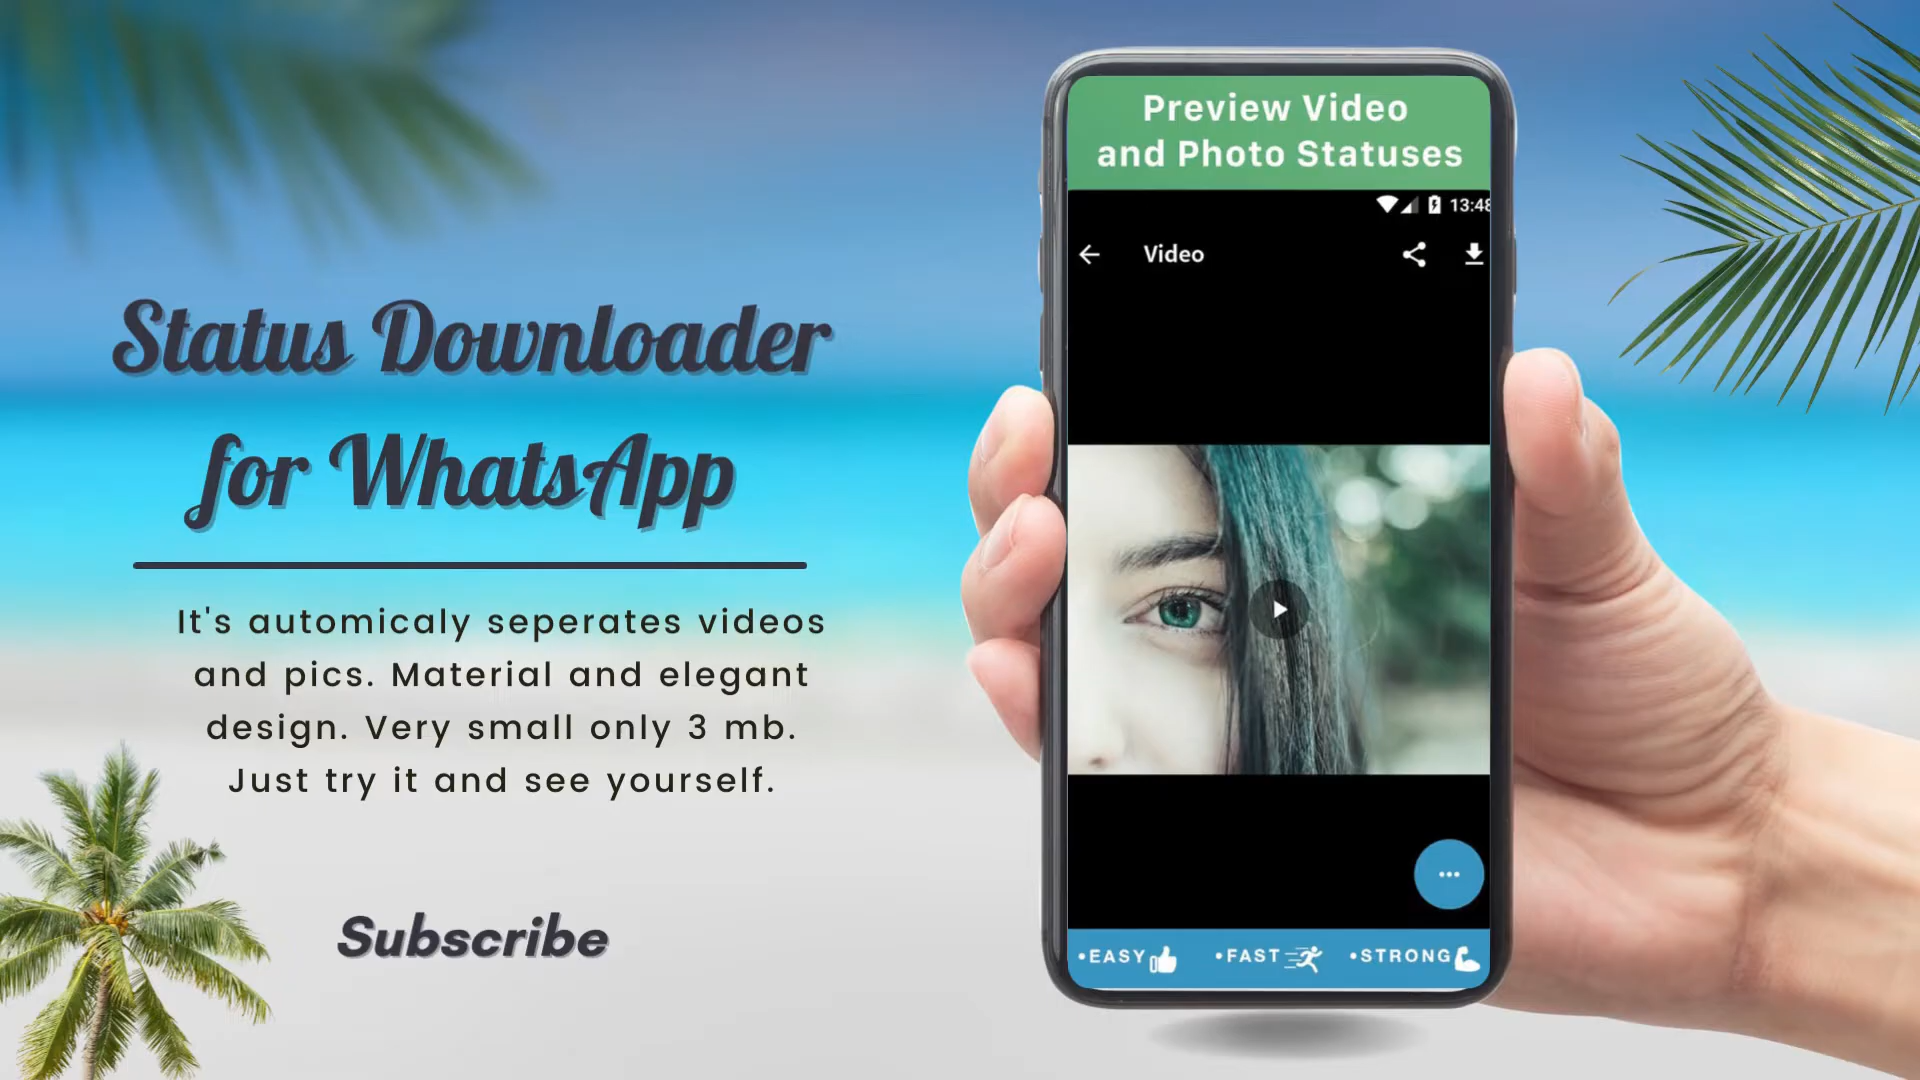 Status Downloader
for WhatsApp
It's automicaly seperates videos
and pics. Material and elegant
design. Very small only 3 mb.
Just try it and see yourself.
Subscribe
Preview Video
and Photo Statuses
13:48
Video
•EASY •FAST •STRONG